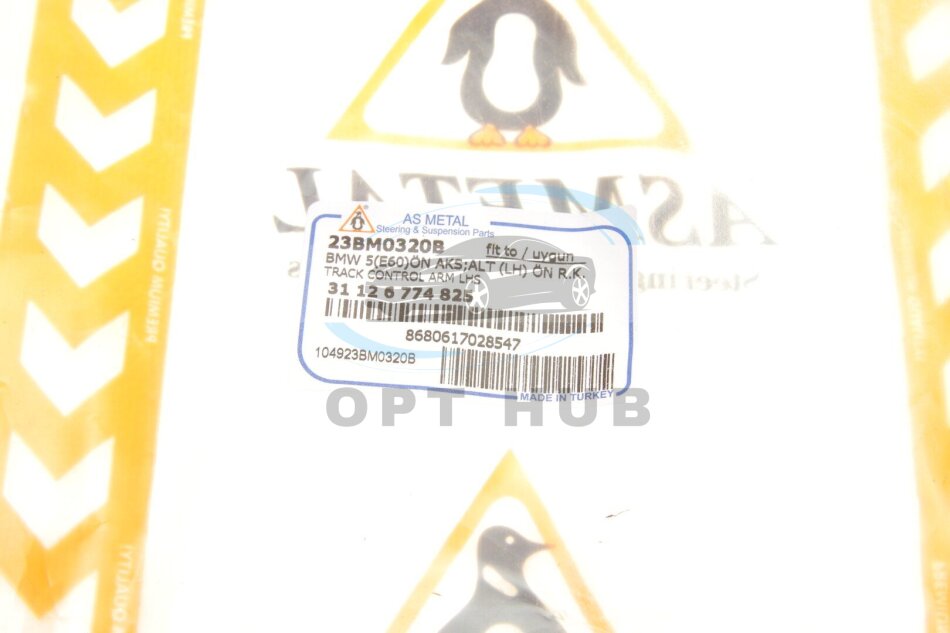 ASMETAL
AS METAL
Steering & Suspension Parts
23BM0320B fit to / uygun
BMW 5(E60)ÖN AKS;ALT (LH) ÖN R.K.
TRACK CONTROL ARM LHS
31 12 6 774 825
8680617028547
104923BM0320B
MADE IN TURKEY
OPT HUB